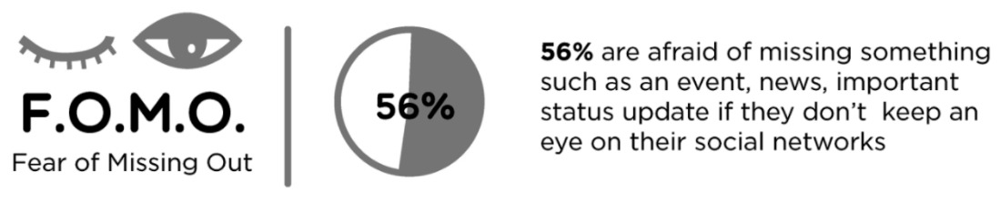 F.O.M.O.
Fear of Missing Out
56%
56% are afraid of missing something
such as an event, news, important
status update if they don't  keep an
eye on their social networks